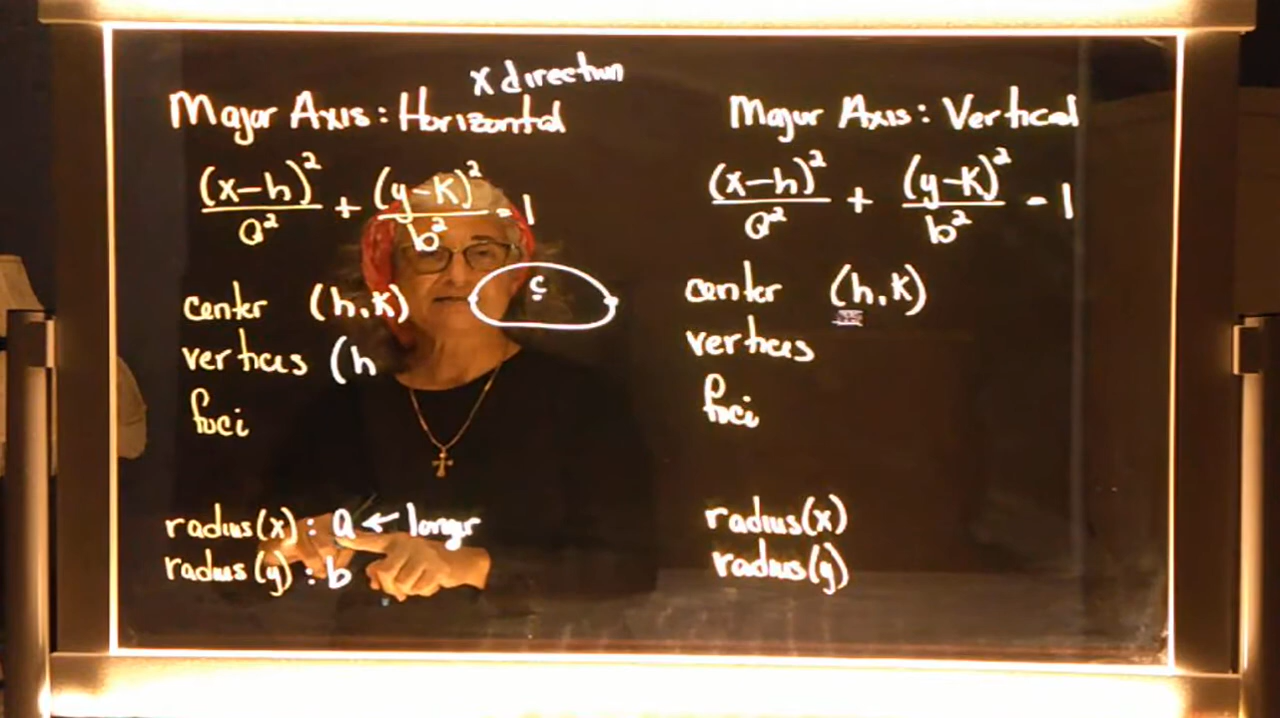 x direction
Major Axis: Horizontal
(x-h)²/a² + (y-k)²/b² = 1
center (h,k)
c
vertices (h
foci
radius(x): a ← longer
radius(y): b
Major Axis: Vertical
(x-h)²/a² + (y-k)²/b² = 1
center (h,k)
vertices
foci
radius(x)
radius(y)